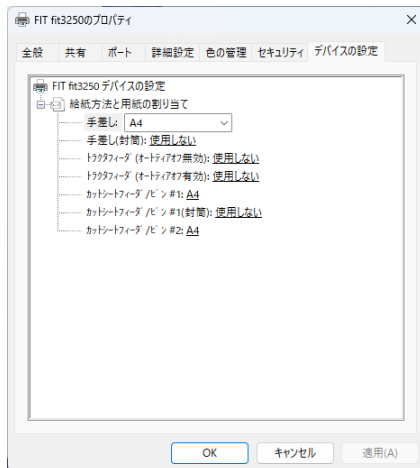 FIT fit3250のプロパティ
全般 共有 ポート 詳細設定 色の管理 セキュリティ デバイスの設定
FIT fit3250 デバイスの設定
給紙方法と用紙の割り当て
手差し: A4
手差し(封筒): 使用しない
ﾄﾗｸﾀﾌｨｰﾀﾞ (ｵｰﾄﾃｨｱｵﾌ無効): 使用しない
ﾄﾗｸﾀﾌｨｰﾀﾞ (ｵｰﾄﾃｨｱｵﾌ有効): 使用しない
ｶｯﾄｼｰﾄﾌｨｰﾀﾞ/ﾋﾞﾝ #1: A4
ｶｯﾄｼｰﾄﾌｨｰﾀﾞ/ﾋﾞﾝ #1(封筒): 使用しない
ｶｯﾄｼｰﾄﾌｨｰﾀﾞ/ﾋﾞﾝ #2: A4
OK キャンセル 適用(A)